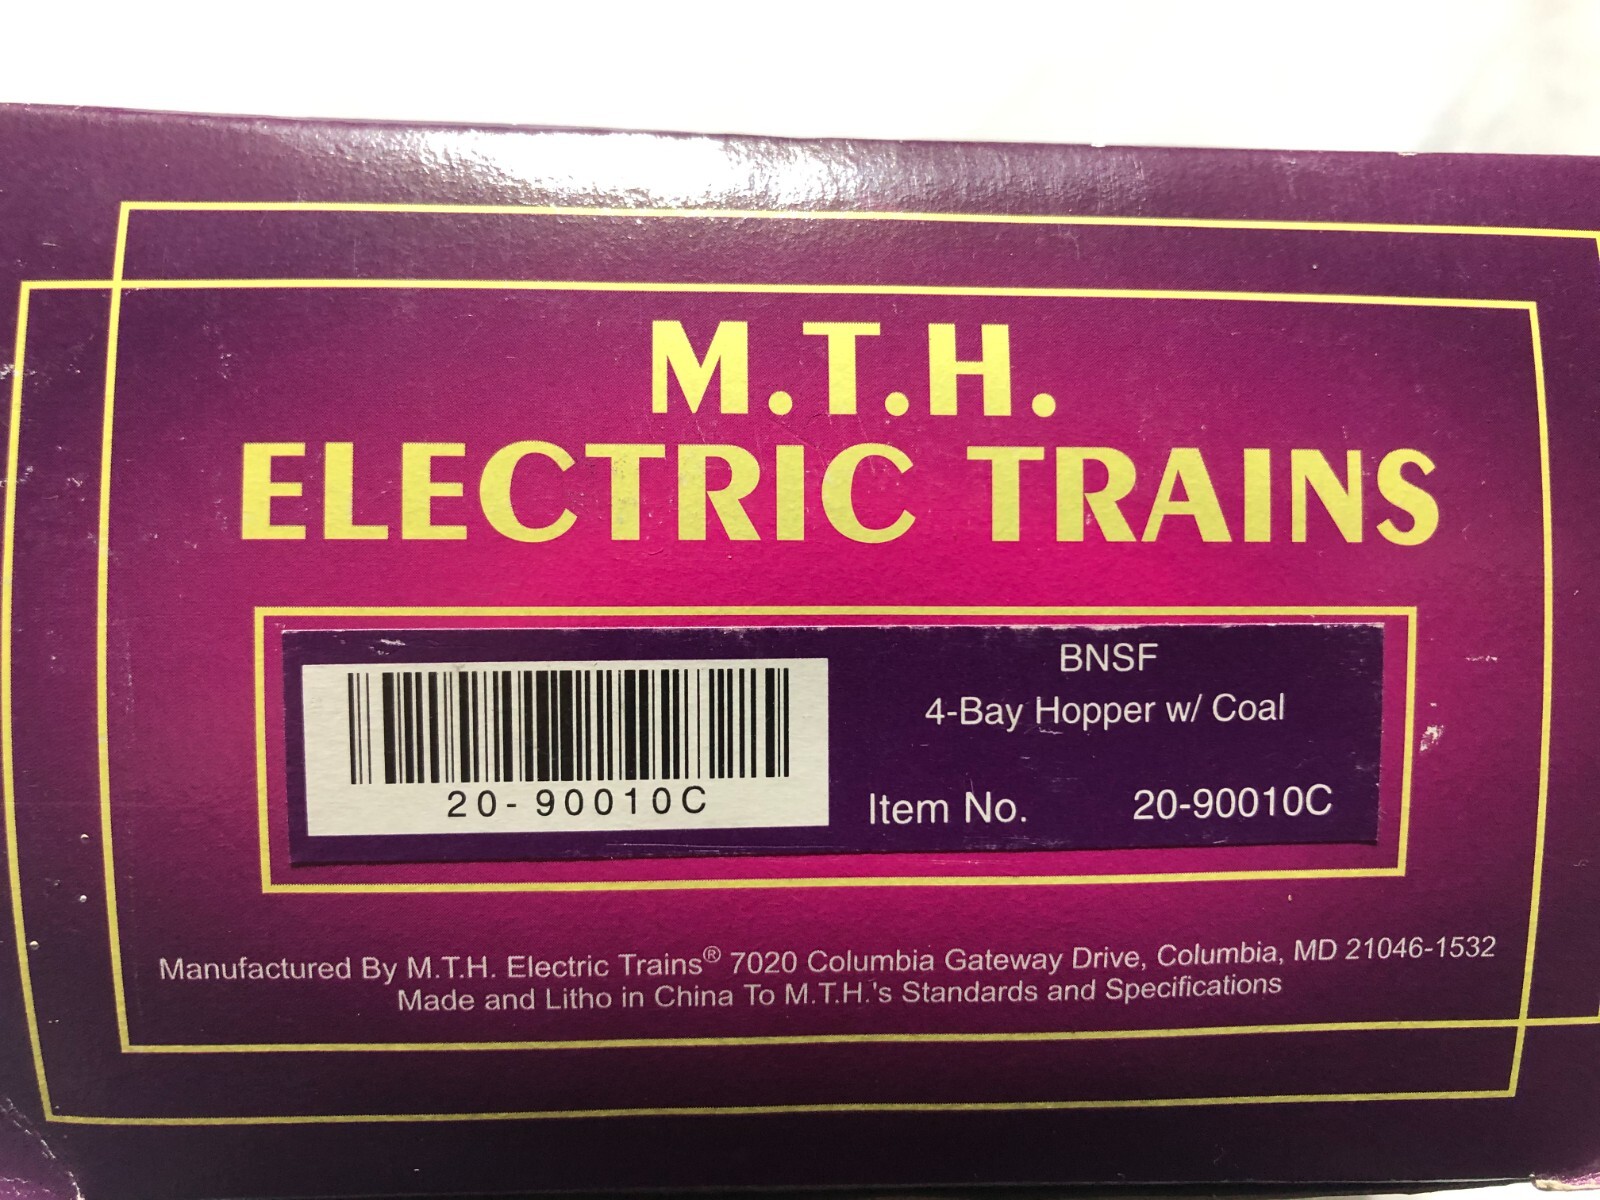 M.T.H.
ELECTRIC TRAINS
BNSF
4-Bay Hopper w/ Coal
20-90010C
Item No. 20-90010C
Manufactured By M.T.H. Electric Trains® 7020 Columbia Gateway Drive, Columbia, MD 21046-1532
Made and Litho in China To M.T.H.'s Standards and Specifications